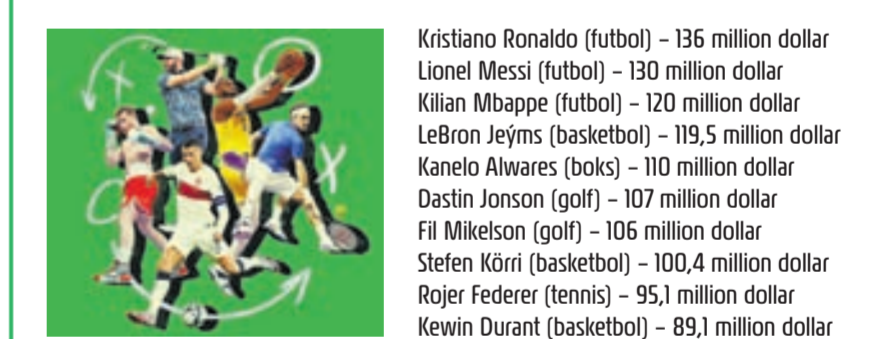 Kristiano Ronaldo (futbol) – 136 million dollar
Lionel Messi (futbol) – 130 million dollar
Kilian Mbappe (futbol) – 120 million dollar
LeBron Jeýms (basketbol) – 119,5 million dollar
Kanelo Alwares (boks) – 110 million dollar
Dastin Jonson (golf) – 107 million dollar
Fil Mikelson (golf) – 106 million dollar
Stefen Körri (basketbol) – 100,4 million dollar
Rojer Federer (tennis) – 95,1 million dollar
Kewin Durant (basketbol) – 89,1 million dollar